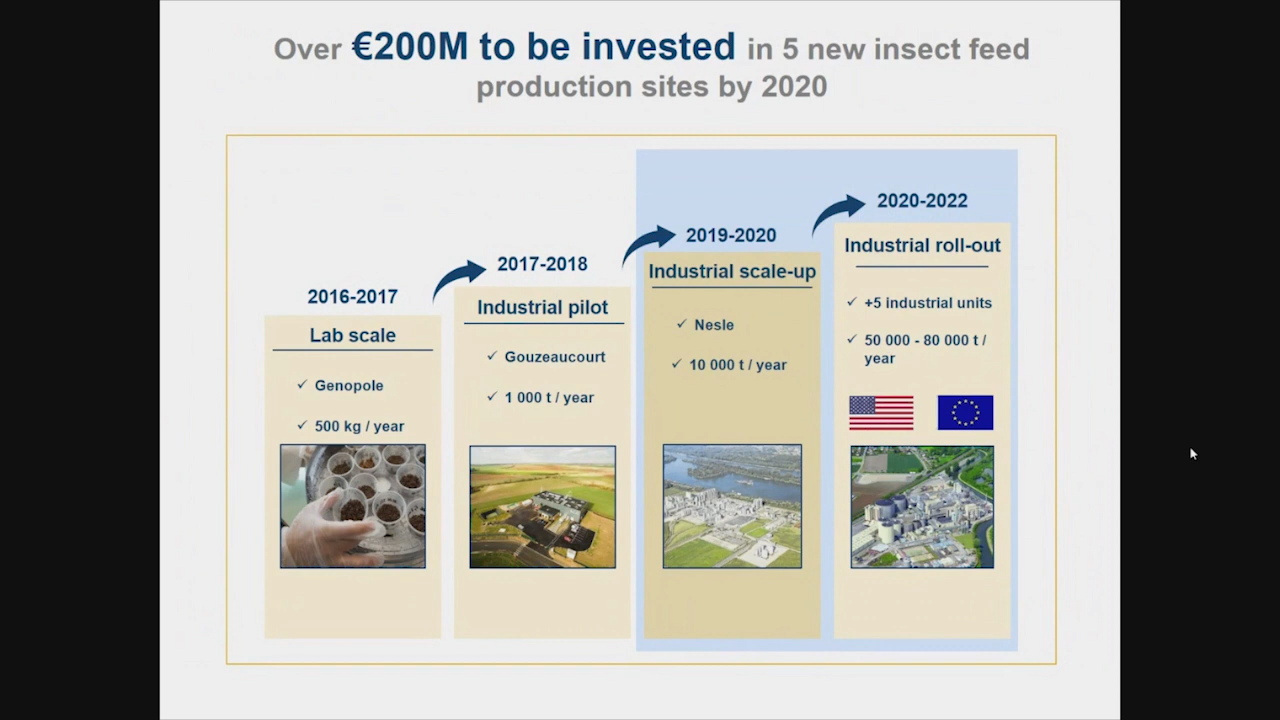 Over €200M to be invested in 5 new insect feed
production sites by 2020
2016-2017
Lab scale
✓ Genopole
✓ 500 kg / year
2017-2018
Industrial pilot
✓ Gouzeaucourt
✓ 1 000 t / year
2019-2020
Industrial scale-up
✓ Nesle
✓ 10 000 t / year
2020-2022
Industrial roll-out
✓ +5 industrial units
✓ 50 000 - 80 000 t /
year